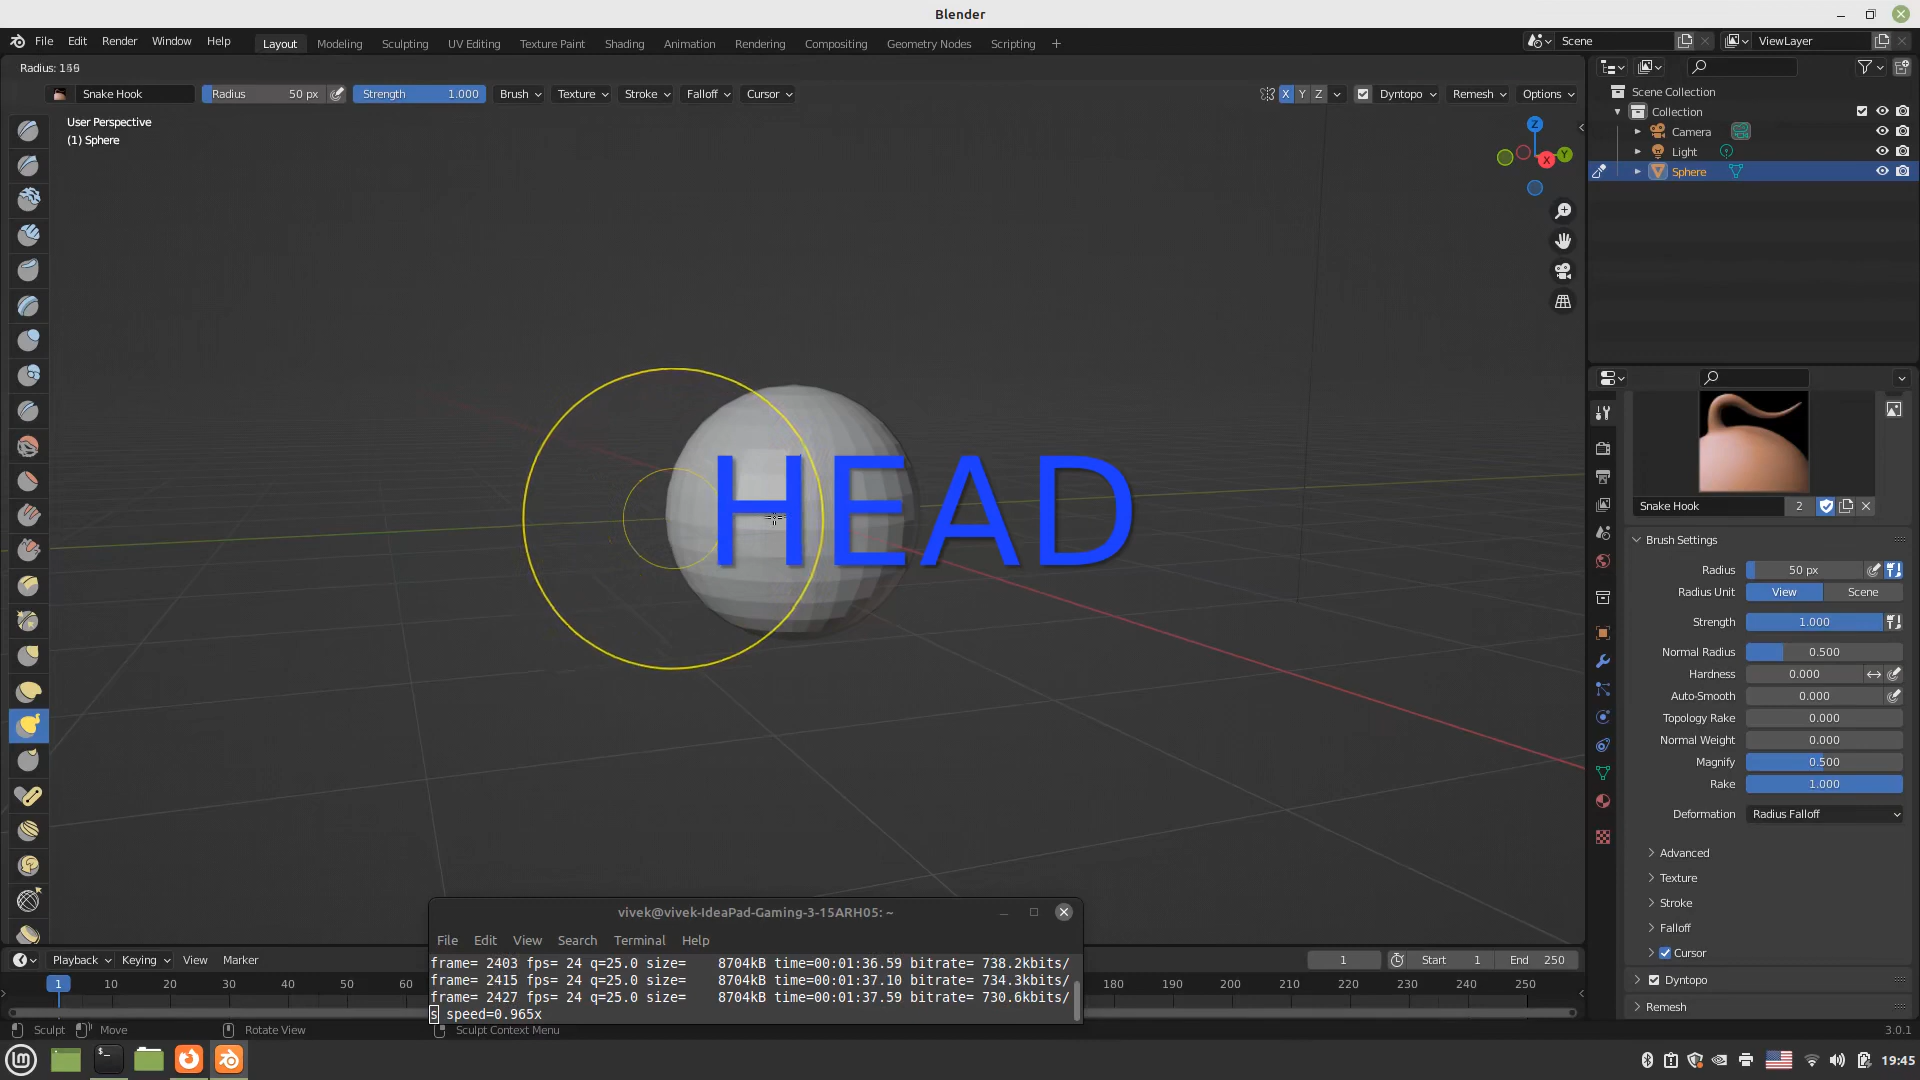 Blender
File Edit Render Window Help
Layout Modeling Sculpting UV Editing Texture Paint Shading Animation Rendering Compositing Geometry Nodes Scripting +
Scene
ViewLayer
Snake Hook Radius 50 px Strength 1.000 Brush Texture Stroke Falloff Cursor
X Y Z Dyntopo Remesh Options
User Perspective
(1) Sphere
Z
X Y
HEAD
Scene Collection
Collection
Camera
Light
Sphere
Snake Hook 2
Brush Settings
Radius 50 px
Radius Unit View Scene
Strength 1.000
Normal Radius 0.500
Hardness 0.000
Auto-Smooth 0.000
Topology Rake 0.000
Normal Weight 0.000
Magnify 0.500
Rake 1.000
Deformation Radius Falloff
Advanced
Texture
Stroke
Falloff
Cursor
Dyntopo
Remesh
vivek@vivek-IdeaPad-Gaming-3-15ARH05: ~
File Edit View Search Terminal Help
frame= 2403 fps= 24 q=25.0 size=    8704kB time=00:01:36.59 bitrate= 738.2kbits/
frame= 2415 fps= 24 q=25.0 size=    8704kB time=00:01:37.10 bitrate= 734.3kbits/
frame= 2427 fps= 24 q=25.0 size=    8704kB time=00:01:37.59 bitrate= 730.6kbits/
s speed=0.965x
Playback Keying View Marker
1 Start 1 End 250
1 10 20 30 40 50 60 180 190 200 210 220 230 240 250
Sculpt Move Rotate View Sculpt Context Menu
3.0.1
19:45